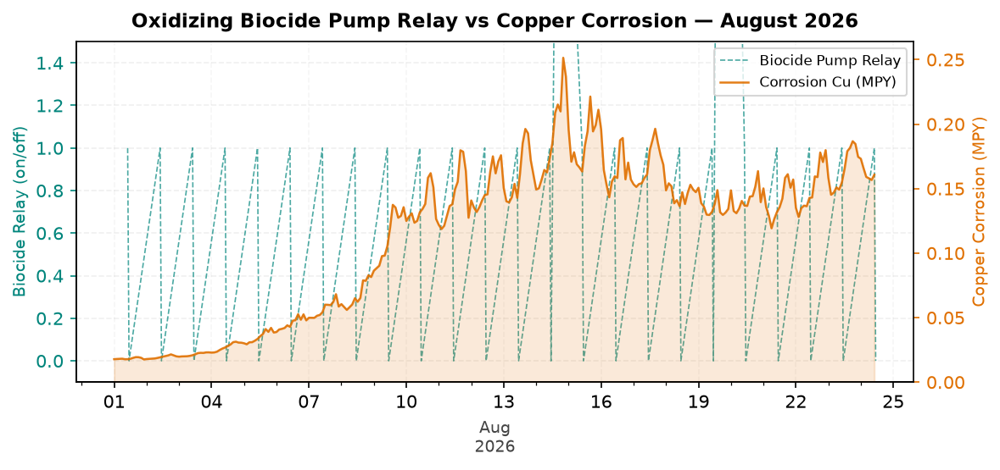 Oxidizing Biocide Pump Relay vs Copper Corrosion — August 2026
Biocide Relay (on/off)
1.4
1.2
1.0
0.8
0.6
0.4
0.2
0.0
Biocide Pump Relay
Corrosion Cu (MPY)
0.25
0.20
0.15
0.10
0.05
0.00
Copper Corrosion (MPY)
01 04 07 10 13 16 19 22 25
Aug
2026